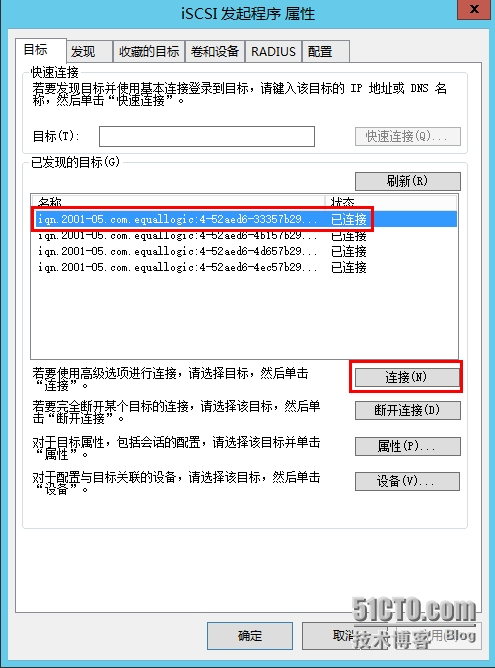 iSCSI 发起程序 属性
x
目标 发现 收藏的目标 卷和设备 RADIUS 配置
快速连接
若要发现目标并使用基本连接登录到目标，请键入该目标的 IP 地址或 DNS 名
称，然后单击“快速连接”。
目标(T):
快速连接(Q)...
已发现的目标(G)
刷新(R)
名称 状态
iqn.2001-05.com.equallogic:4-52aed6-33357b29... 已连接
iqn.2001-05.com.equallogic:4-52aed6-4b157b29... 已连接
iqn.2001-05.com.equallogic:4-52aed6-4d657b29... 已连接
iqn.2001-05.com.equallogic:4-52aed6-4ec57b29... 已连接
若要使用高级选项进行连接，请选择目标，然后单击
“连接”。
连接(N)
若要完全断开某个目标的连接，请选择该目标，然后单
击“断开连接”。
断开连接(D)
对于目标属性，包括会话的配置，请选择该目标并单击
“属性”。
属性(P)...
对于配置与目标关联的设备，请选择该目标，然后单击
“设备”。
设备(V)...
确定
取消
51CTO.com
技术博客 Blog